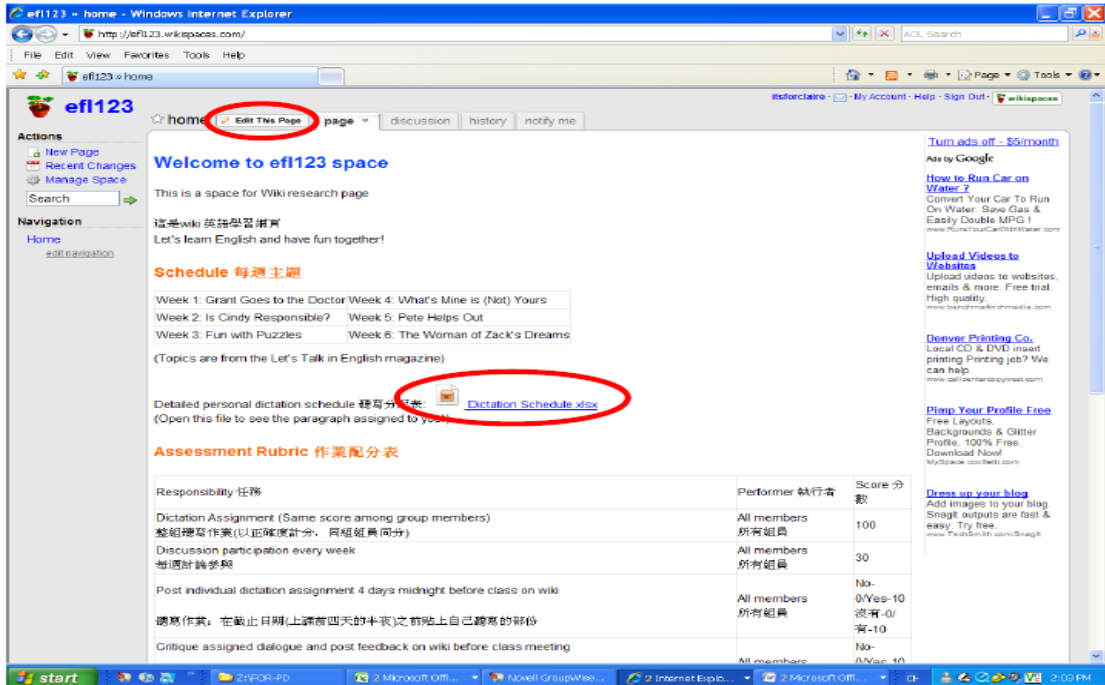 efl123 - home - Windows Internet Explorer
http://efl123.wikispaces.com/
AOL Search
File Edit View Favorites Tools Help
efl123 » home
Page Tools
efl123
itsforclaire · My Account · Help · Sign Out · wikispaces
home Edit This Page page discussion history notify me
Actions
New Page
Recent Changes
Manage Space
Search
Navigation
Home
edit navigation
Welcome to efl123 space
This is a space for Wiki research page
這是wiki 英語學習網頁
Let's learn English and have fun together!
Schedule 每週主題
Week 1: Grant Goes to the Doctor Week 4: What's Mine is (Not) Yours
Week 2: Is Cindy Responsible? Week 5: Pete Helps Out
Week 3: Fun with Puzzles Week 6: The Woman of Zack's Dreams
(Topics are from the Let's Talk in English magazine)
Detailed personal dictation schedule 聽寫分配表: Dictation Schedule.xlsx
(Open this file to see the paragraph assigned to you!)
Assessment Rubric 作業配分表
Responsibility 任務 Performer 執行者 Score 分數
Dictation Assignment (Same score among group members) All members 100
整組聽寫作業(以正確度計分, 同組組員同分) 所有組員
Discussion participation every week All members 30
每週討論參與 所有組員
Post individual dictation assignment 4 days midnight before class on wiki All members No-0/Yes-10
聽寫作業: 在截止日期(上課前四天的半夜)之前貼上自己聽寫的部份 所有組員 沒有-0/有-10
Critique assigned dialogue and post feedback on wiki before class meeting All members No-0/Yes-10
Turn ads off - $5/month
Ads by Google
How to Run Car on
Water ?
Convert Your Car To Run
On Water. Save Gas &
Easily Double MPG !
www.RunsYourCarWithWater.com
Upload Videos to
Websites
Upload videos to websites,
emails & more. Free trial.
High quality.
www.benchmarkrichmedia.com
Denver Printing Co.
Local CD & DVD insert
printing Printing job? We
can help.
Pimp Your Profile Free
Free Layouts,
Backgrounds & Glitter
Profile. 100% Free.
Download Now!
Dress up your blog
Add images to your blog.
SnagIt outputs are fast &
easy. Try free.
www.TechSmith.com/SnagIt
start Z:\FOR-PD 2 Microsoft Offi... Novell GroupWise... 2 Internet Explo... 2 Microsoft Offi... CH 2:03 PM